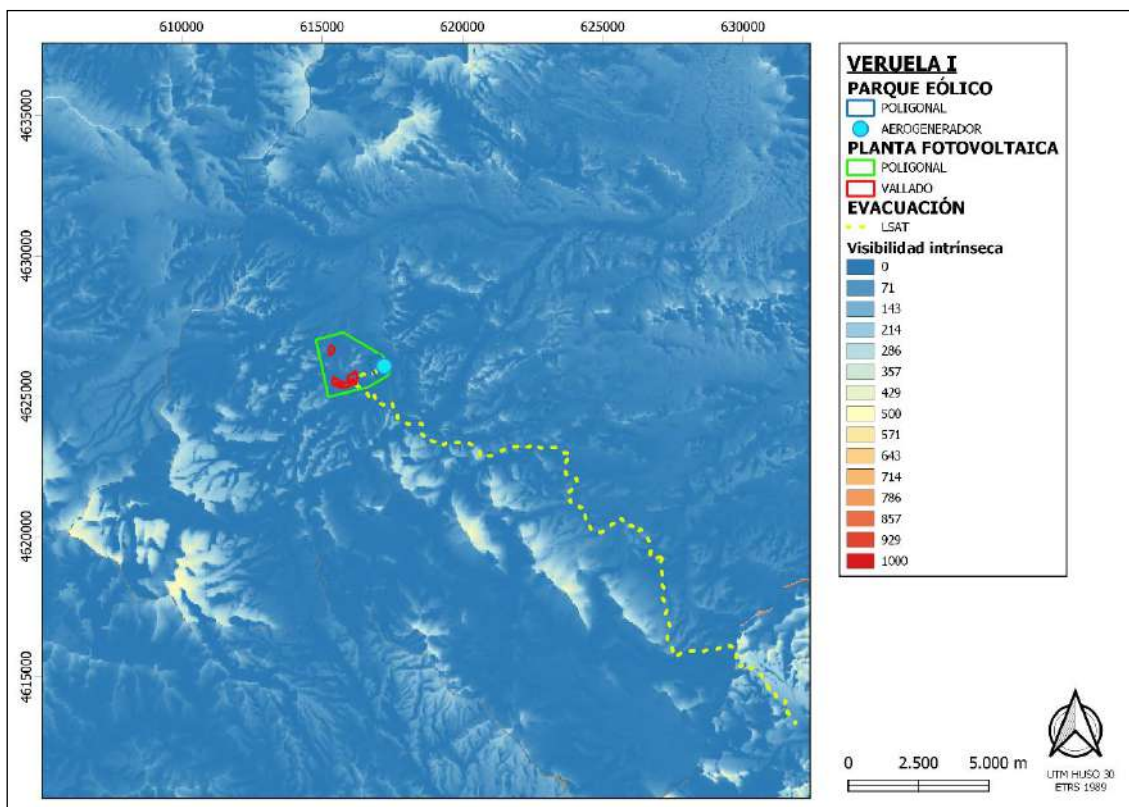 610000 615000 620000 625000 630000
4635000
4630000
4625000
4620000
4615000
VERUELA I
PARQUE EÓLICO
POLIGONAL
AEROGENERADOR
PLANTA FOTOVOLTAICA
POLIGONAL
VALLADO
EVACUACIÓN
LSAT
Visibilidad intrínseca
0
71
143
214
286
357
429
500
571
643
714
786
857
929
1000
0 2.500 5.000 m
UTM HUSO 30
ETRS 1989